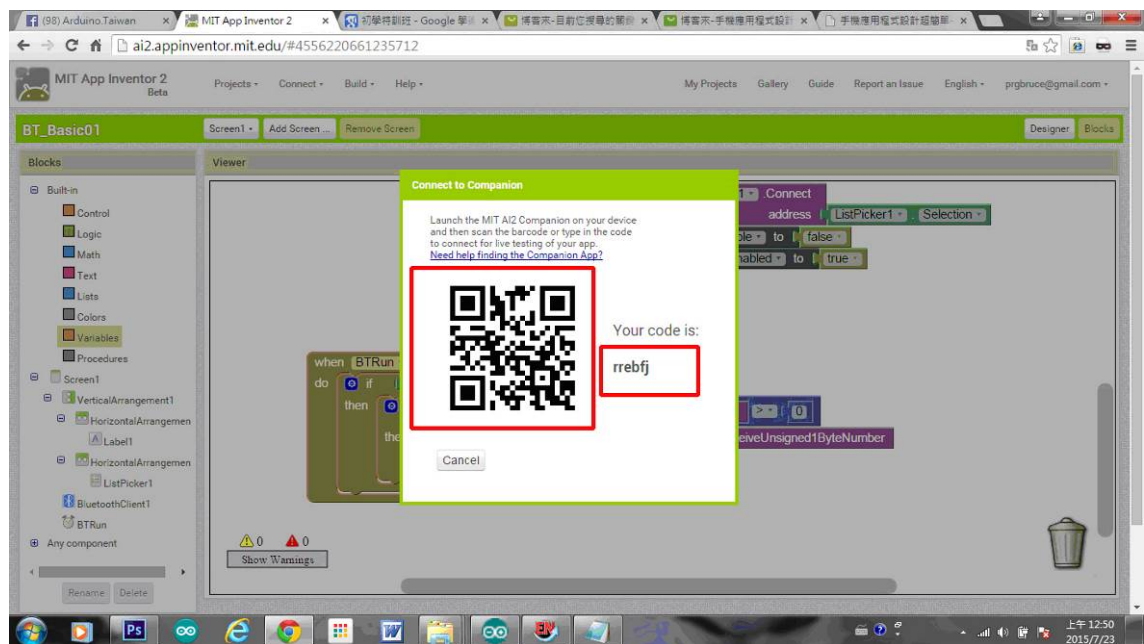 (98) Arduino.Taiwan
MIT App Inventor 2
初學特訓班 - Google 學
博客來-目前您搜尋的關鍵
博客來-手機應用程式設計
手機應用程式設計超簡單-
ai2.appinventor.mit.edu/#4556220661235712
MIT App Inventor 2
Beta
Projects
Connect
Build
Help
My Projects
Gallery
Guide
Report an Issue
English
prgbruce@gmail.com
BT_Basic01
Screen1
Add Screen ...
Remove Screen
Designer
Blocks
Blocks
Viewer
Built-in
Control
Logic
Math
Text
Lists
Colors
Variables
Procedures
Screen1
VerticalArrangement1
HorizontalArrangemen
Label1
HorizontalArrangemen
ListPicker1
BluetoothClient1
BTRun
Any component
Rename
Delete
Connect to Companion
Launch the MIT AI2 Companion on your device
and then scan the barcode or type in the code
to connect for live testing of your app.
Need help finding the Companion App?
Your code is:
rrebfj
Cancel
1 .Connect
address ListPicker1 . Selection
ble to false
nabled to true
when BTRun
do if
then
the
> 0
eiveUnsigned1ByteNumber
0 0
Show Warnings
上午 12:50
2015/7/23